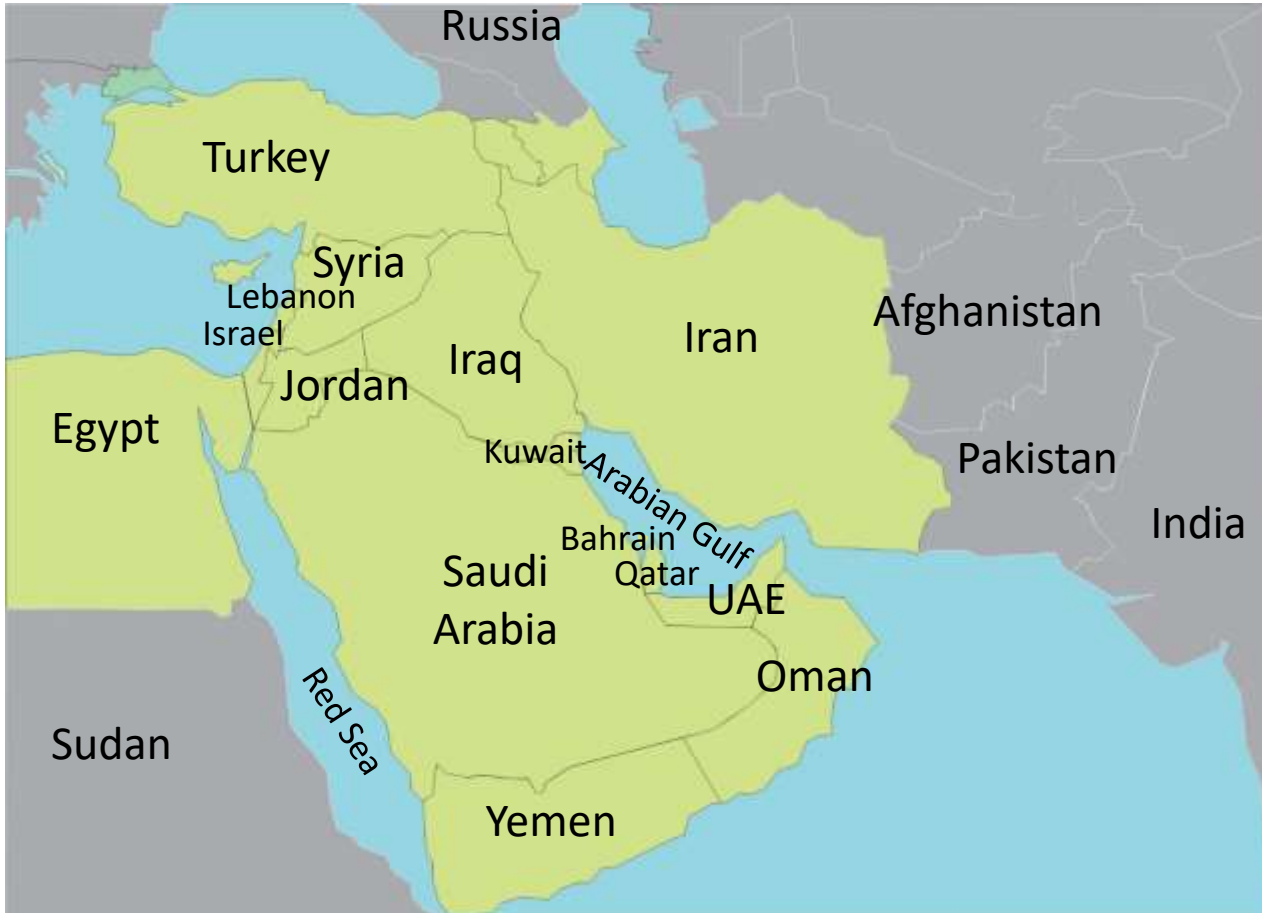 Russia
Turkey
Syria
Lebanon
Israel
Iraq
Iran
Afghanistan
Jordan
Egypt
Kuwait
Arabian Gulf
Pakistan
India
Bahrain
Qatar
Saudi
Arabia
UAE
Oman
Red Sea
Sudan
Yemen